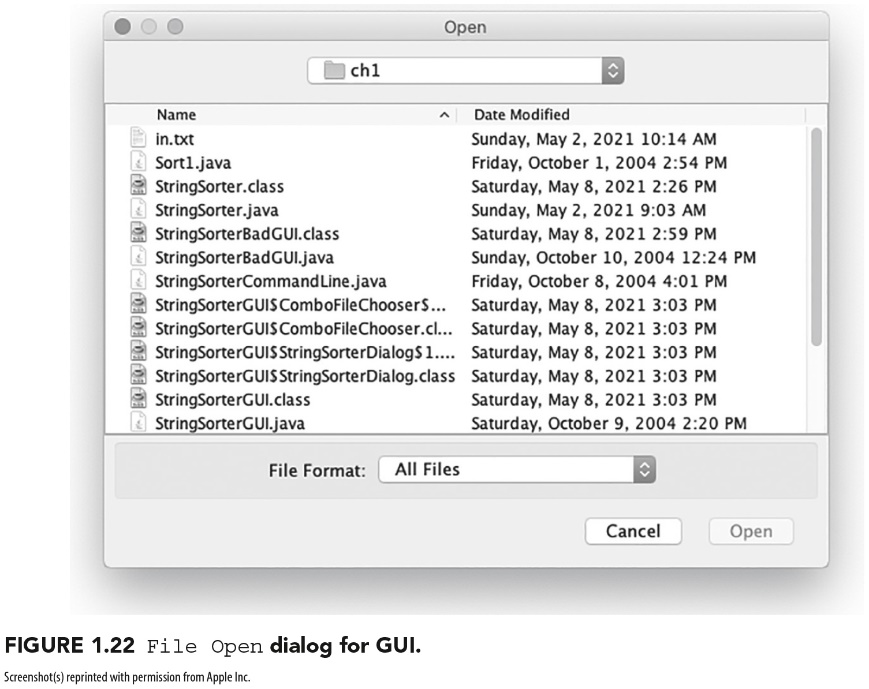 Open
ch1
Name Date Modified
in.txt Sunday, May 2, 2021 10:14 AM
Sort1.java Friday, October 1, 2004 2:54 PM
StringSorter.class Saturday, May 8, 2021 2:26 PM
StringSorter.java Sunday, May 2, 2021 9:03 AM
StringSorterBadGUI.class Saturday, May 8, 2021 2:59 PM
StringSorterBadGUI.java Sunday, October 10, 2004 12:24 PM
StringSorterCommandLine.java Friday, October 8, 2004 4:01 PM
StringSorterGUI$ComboFileChooser$... Saturday, May 8, 2021 3:03 PM
StringSorterGUI$ComboFileChooser.cl... Saturday, May 8, 2021 3:03 PM
StringSorterGUI$StringSorterDialog$1.... Saturday, May 8, 2021 3:03 PM
StringSorterGUI$StringSorterDialog.class Saturday, May 8, 2021 3:03 PM
StringSorterGUI.class Saturday, May 8, 2021 3:03 PM
StringSorterGUI.java Saturday, October 9, 2004 2:20 PM
File Format: All Files
Cancel Open
FIGURE 1.22 File Open dialog for GUI.
Screenshot(s) reprinted with permission from Apple Inc.